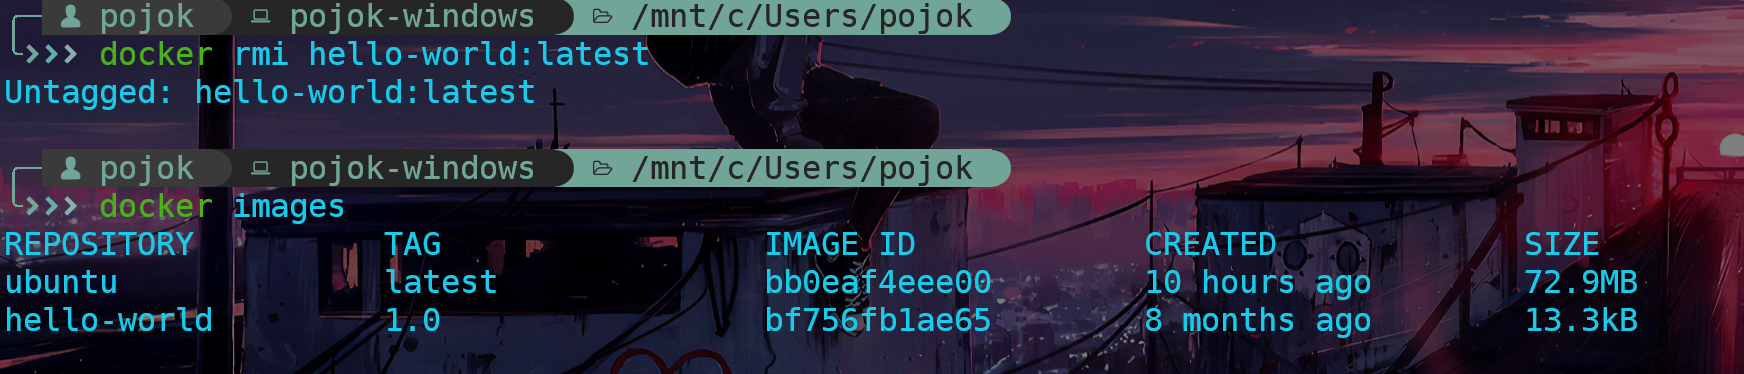 pojok pojok-windows /mnt/c/Users/pojok
>>> docker rmi hello-world:latest
Untagged: hello-world:latest
pojok pojok-windows /mnt/c/Users/pojok
>>> docker images
REPOSITORY TAG IMAGE ID CREATED SIZE
ubuntu latest bb0eaf4eee00 10 hours ago 72.9MB
hello-world 1.0 bf756fb1ae65 8 months ago 13.3kB